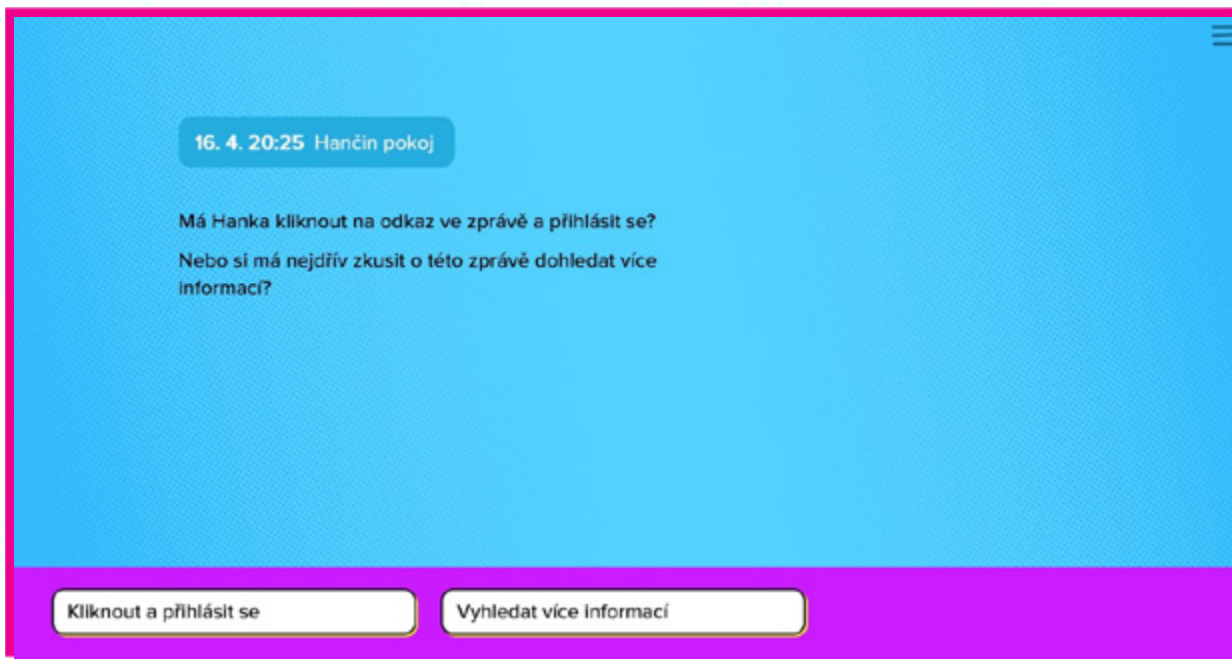 16. 4. 20:25 Hančin pokoj
Má Hanka kliknout na odkaz ve zprávě a přihlásit se?
Nebo si má nejdřív zkusit o této zprávě dohledat více
informací?
Kliknout a přihlásit se
Vyhledat více informací